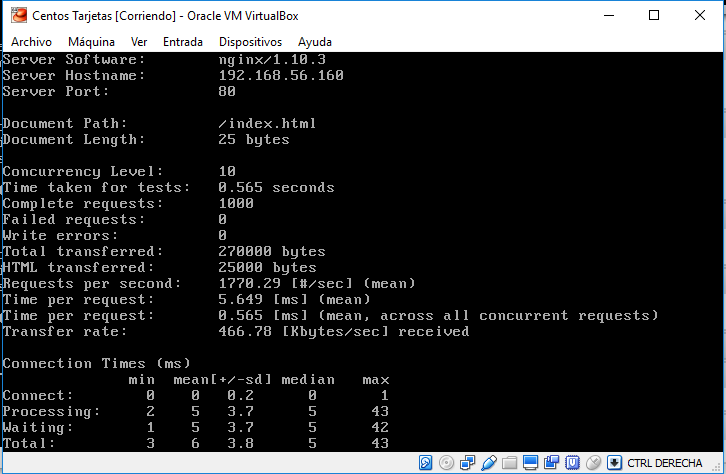 Centos Tarjetas [Corriendo] - Oracle VM VirtualBox
Archivo Máquina Ver Entrada Dispositivos Ayuda
Server Software: nginx/1.10.3
Server Hostname: 192.168.56.160
Server Port: 80
Document Path: /index.html
Document Length: 25 bytes
Concurrency Level: 10
Time taken for tests: 0.565 seconds
Complete requests: 1000
Failed requests: 0
Write errors: 0
Total transferred: 270000 bytes
HTML transferred: 25000 bytes
Requests per second: 1770.29 [#/sec] (mean)
Time per request: 5.649 [ms] (mean)
Time per request: 0.565 [ms] (mean, across all concurrent requests)
Transfer rate: 466.78 [Kbytes/sec] received
Connection Times (ms)
min mean[+/-sd] median max
Connect: 0 0 0.2 0 1
Processing: 2 5 3.7 5 43
Waiting: 1 5 3.7 5 42
Total: 3 6 3.8 5 43
CTRL DERECHA